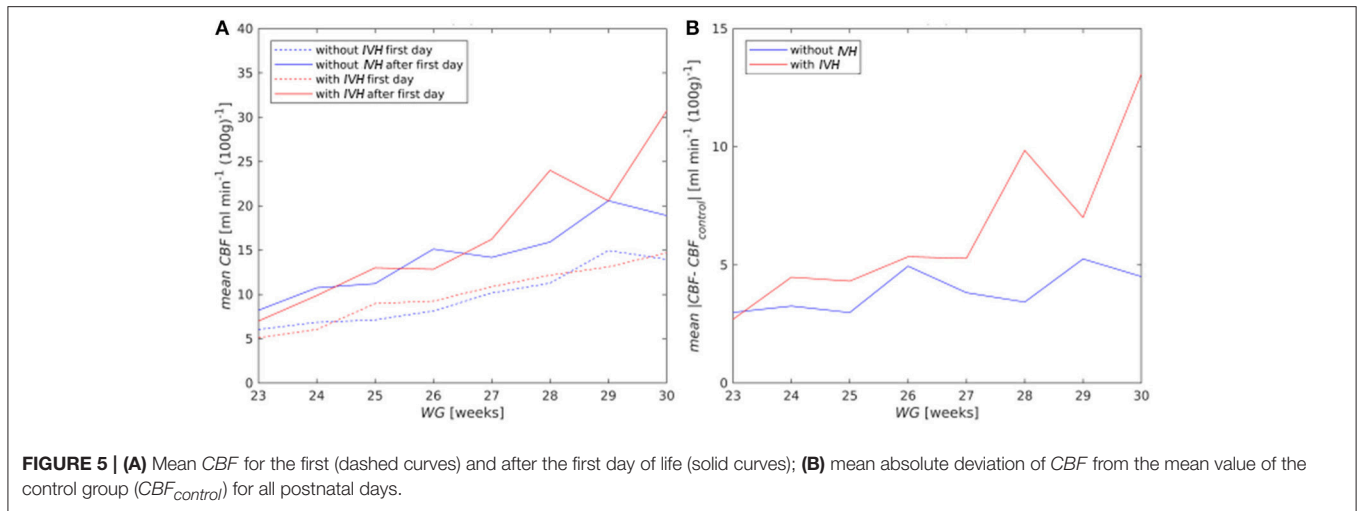 A
40
35
30
25
20
15
10
5
0
mean CBF [ml min⁻¹ (100g)⁻¹]
without IVH first day
without IVH after first day
with IVH first day
with IVH after first day
23 24 25 26 27 28 29 30
WG [weeks]
B
15
10
5
0
mean |CBF- CBFcontrol| [ml min⁻¹ (100g)⁻¹]
without IVH
with IVH
23 24 25 26 27 28 29 30
WG [weeks]
FIGURE 5 | (A) Mean CBF for the first (dashed curves) and after the first day of life (solid curves); (B) mean absolute deviation of CBF from the mean value of the
control group (CBFcontrol) for all postnatal days.